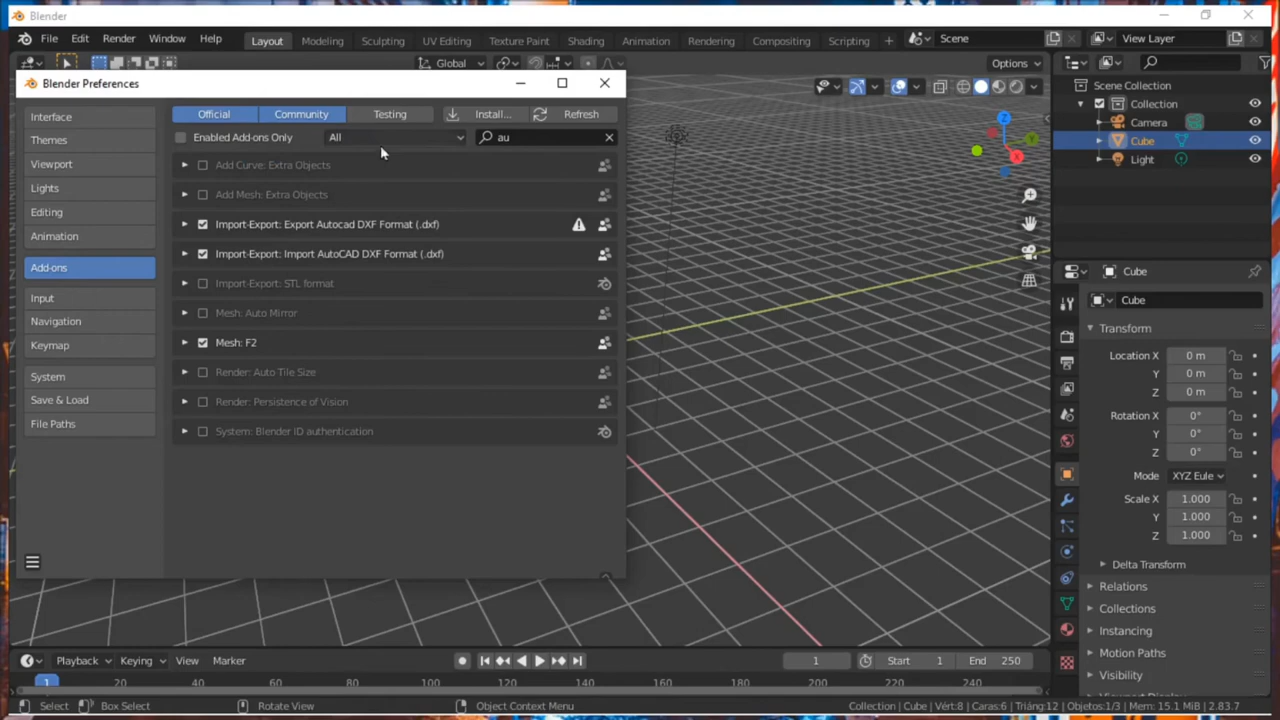 Blender
File Edit Render Window Help Layout Modeling Sculpting UV Editing Texture Paint Shading Animation Rendering Compositing Scripting + Scene View Layer
Global Options
Blender Preferences
Interface
Themes
Viewport
Lights
Editing
Animation
Add-ons
Input
Navigation
Keymap
System
Save & Load
File Paths
Official Community Testing Install... Refresh
Enabled Add-ons Only All au
Add Curve: Extra Objects
Add Mesh: Extra Objects
Import-Export: Export Autocad DXF Format (.dxf)
Import-Export: Import AutoCAD DXF Format (.dxf)
Import-Export: STL format
Mesh: Auto Mirror
Mesh: F2
Render: Auto Tile Size
Render: Persistence of Vision
System: Blender ID authentication
Z
Y
X
Scene Collection
Collection
Camera
Cube
Light
Cube
Cube
Transform
Location X 0 m
Y 0 m
Z 0 m
Rotation X 0°
Y 0°
Z 0°
Mode XYZ Eule
Scale X 1.000
Y 1.000
Z 1.000
Delta Transform
Relations
Collections
Instancing
Motion Paths
Visibility
Playback Keying View Marker 1 Start 1 End 250
1 20 40 60 80 100 120 140 160 180 200 220 240
Select Box Select Rotate View Object Context Menu Collection | Cube | Vért:8 | Caras:6 | Triáng:12 | Objetos:1/3 | Mem: 15.1 MiB | 2.83.7